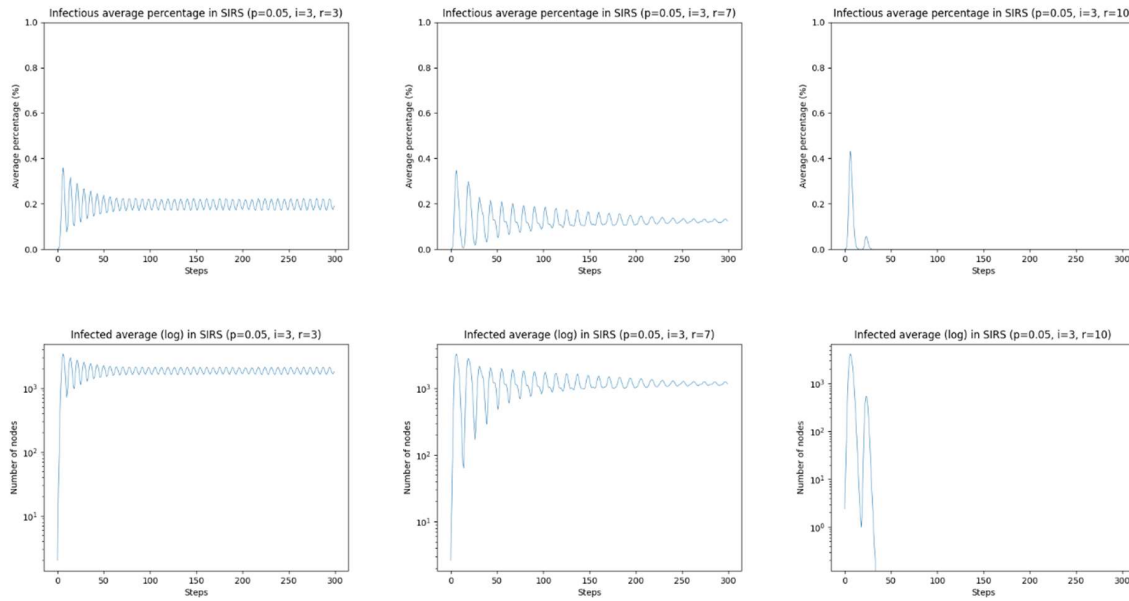 Infectious average percentage in SIRS (p=0.05, i=3, r=3)
Average percentage (%)
1.0
0.8
0.6
0.4
0.2
0.0
0 50 100 150 200 250 300
Steps
Infectious average percentage in SIRS (p=0.05, i=3, r=7)
Average percentage (%)
1.0
0.8
0.6
0.4
0.2
0.0
0 50 100 150 200 250 300
Steps
Infectious average percentage in SIRS (p=0.05, i=3, r=10
Average percentage (%)
1.0
0.8
0.6
0.4
0.2
0.0
0 50 100 150 200 250 300
Steps
Infected average (log) in SIRS (p=0.05, i=3, r=3)
Number of nodes
10³
10²
10¹
0 50 100 150 200 250 300
Steps
Infected average (log) in SIRS (p=0.05, i=3, r=7)
Number of nodes
10³
10²
10¹
0 50 100 150 200 250 300
Steps
Infected average (log) in SIRS (p=0.05, i=3, r=10)
Number of nodes
10³
10²
10¹
10⁰
0 50 100 150 200 250 300
Steps